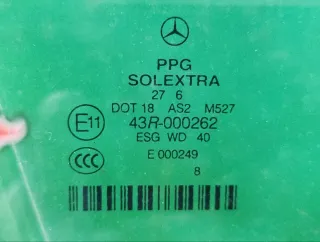 PPG
SOLEXTRA
27 6
DOT 18 AS2 M527
E11 43R-000262
ESG WD 40
CCC E 000249
8